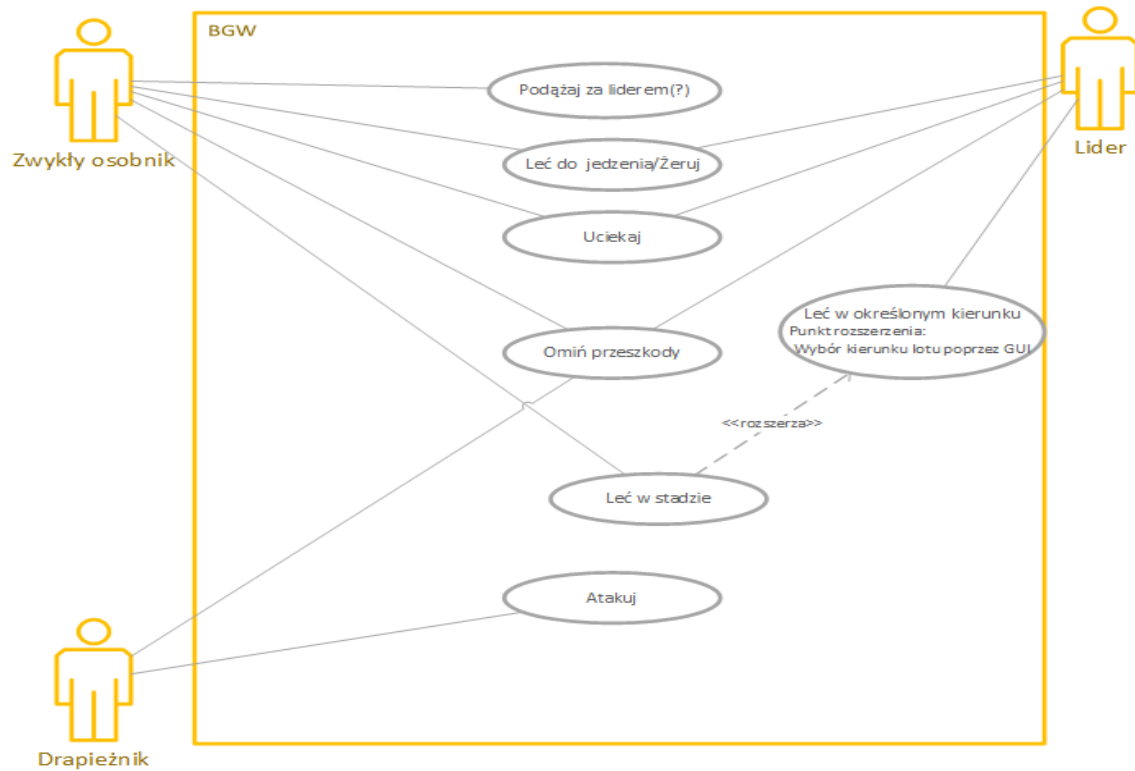 BGW
Podążaj za liderem(?)
Zwykły osobnik
Lider
Leć do jedzenia/Żeruj
Uciekaj
Leć w określonym kierunku
Punkt rozszerzenia:
Wybór kierunku lotu poprzez GUI
Omiń przeszkody
<<rozszerza>>
Leć w stadzie
Atakuj
Drapieżnik